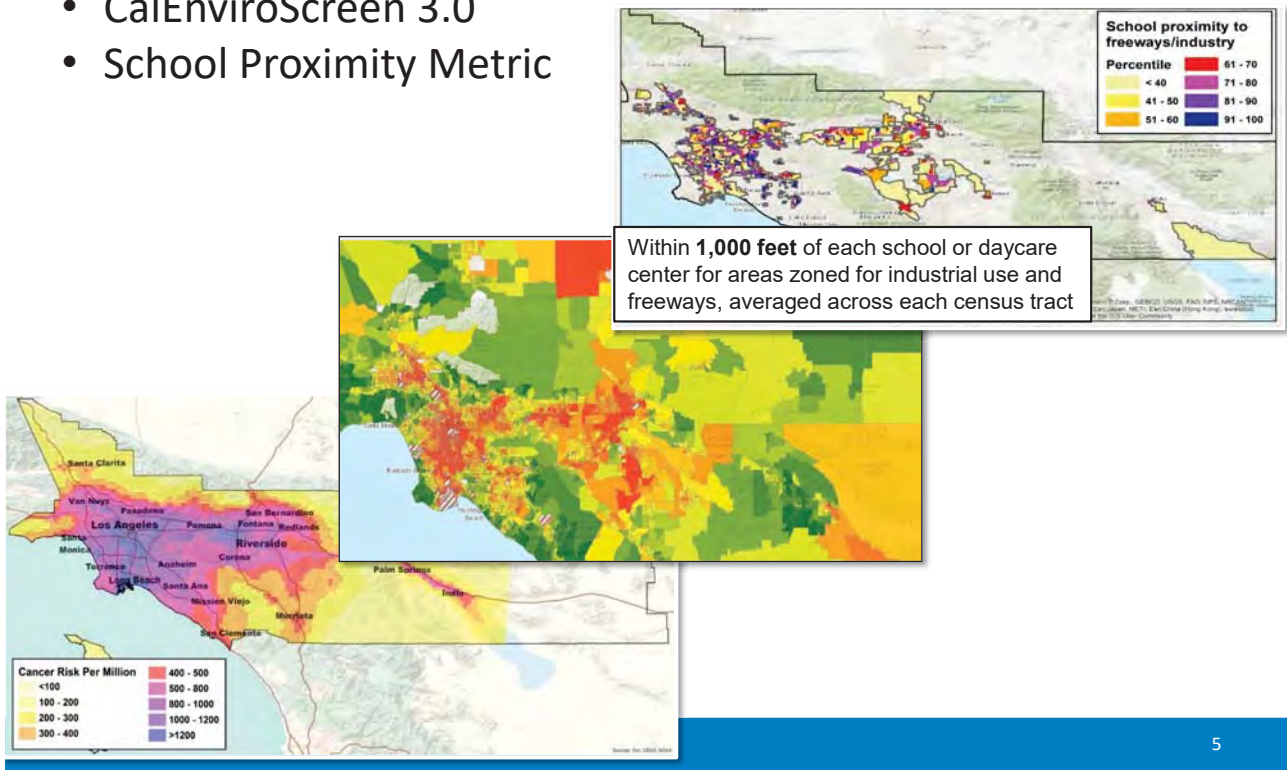 • CalEnviroScreen 3.0
• School Proximity Metric
School proximity to
freeways/industry
Percentile
< 40
41 - 50
51 - 60
61 - 70
71 - 80
81 - 90
91 - 100
Within 1,000 feet of each school or daycare
center for areas zoned for industrial use and
freeways, averaged across each census tract
Santa Clarita
Van Nuys
Pasadena
San Bernardino
Los Angeles
Pomona
Fontana
Redlands
Santa
Monica
Riverside
Corona
Torrance
Anaheim
Long Beach
Santa Ana
Palm Springs
Indio
Mission Viejo
Murrieta
San Clemente
Cancer Risk Per Million
<100
100 - 200
200 - 300
300 - 400
400 - 500
500 - 800
800 - 1000
1000 - 1200
>1200
5